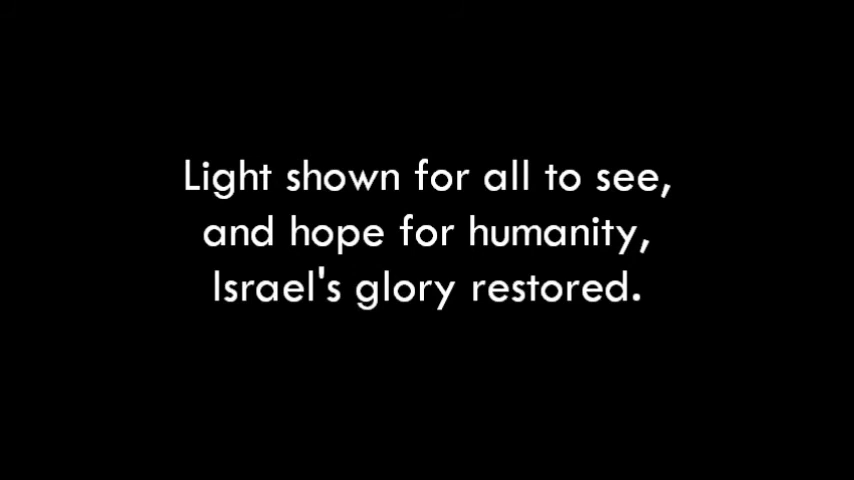 Light shown for all to see,
and hope for humanity,
Israel's glory restored.